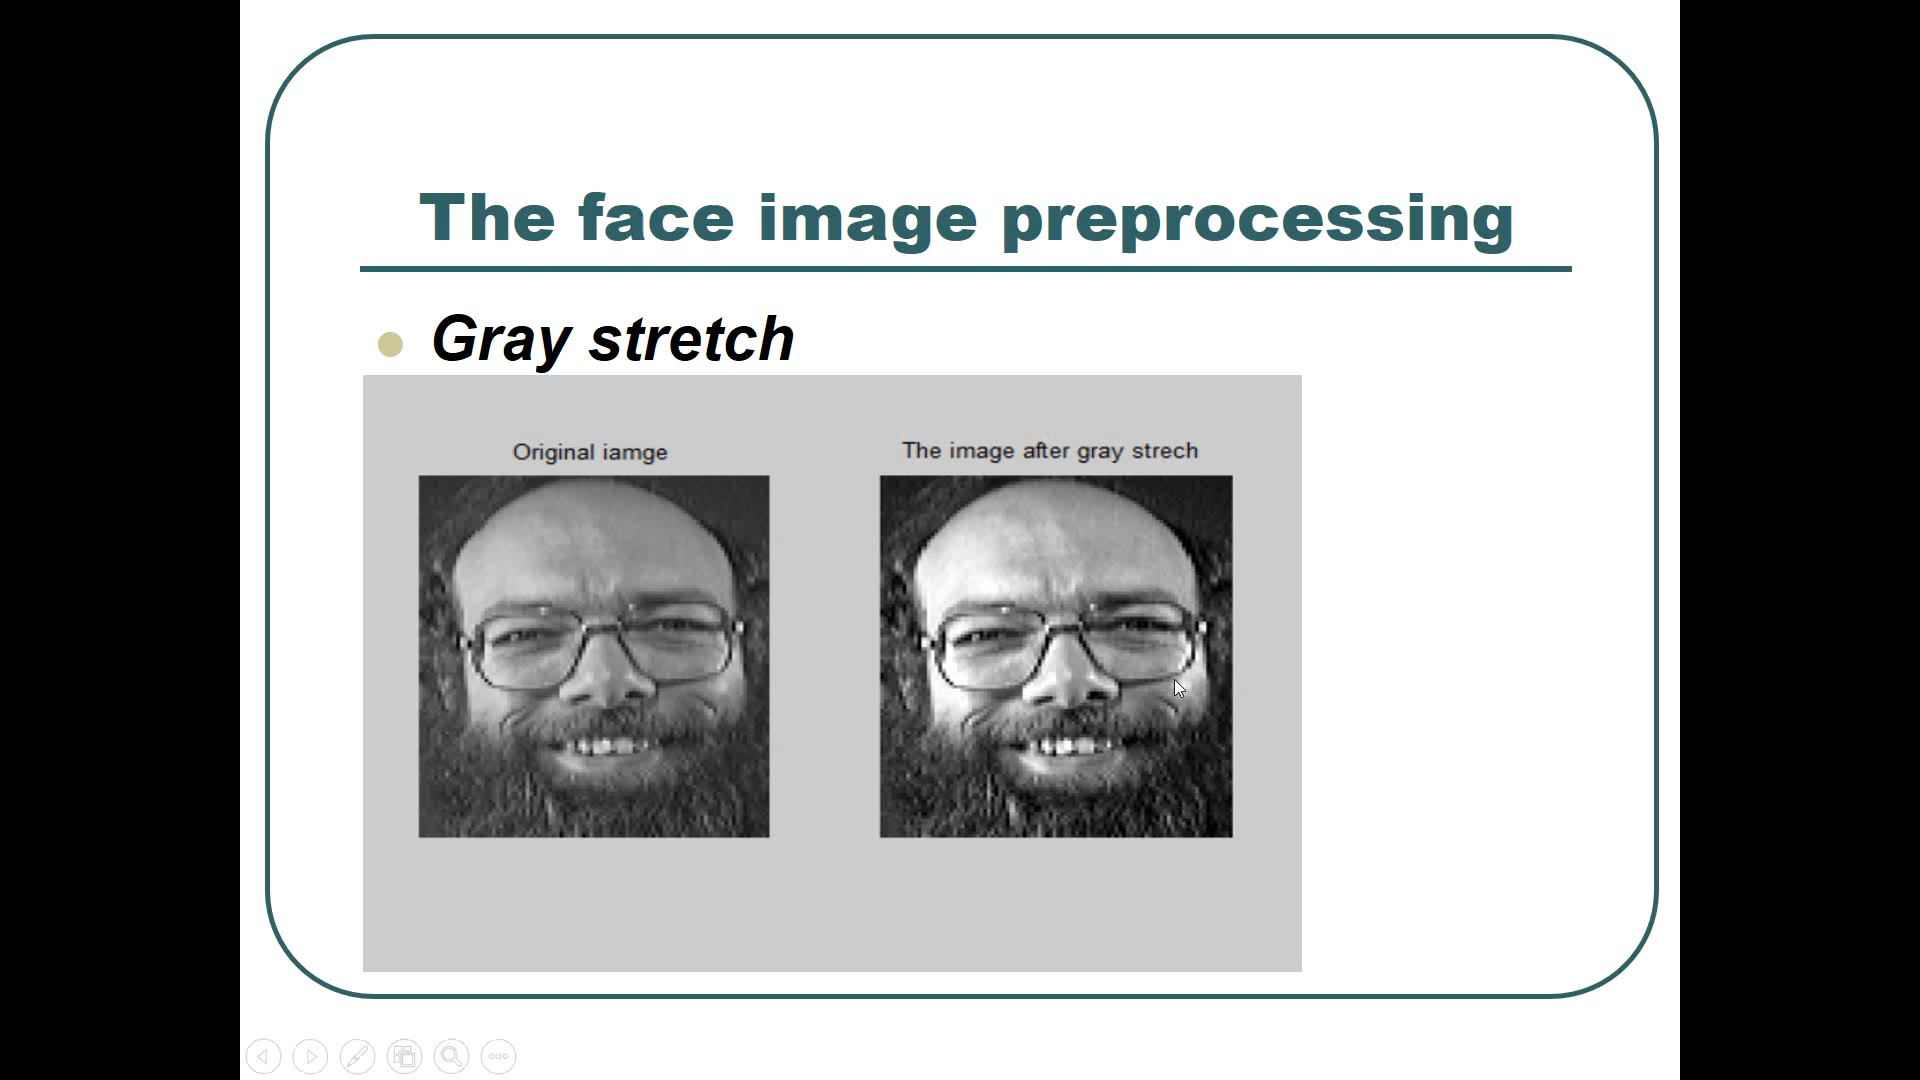 The face image preprocessing
Gray stretch
Original iamge
The image after gray strech